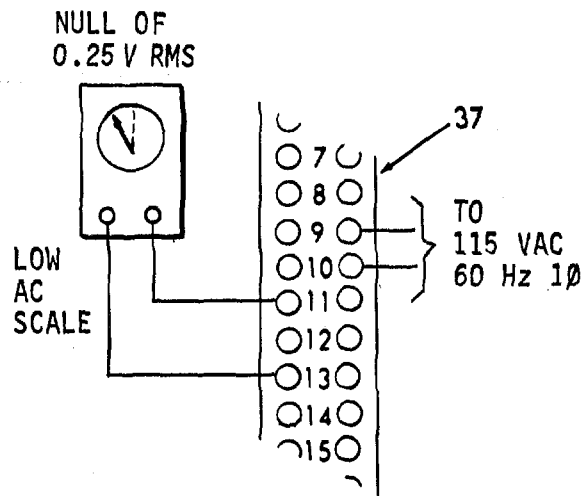 NULL OF
0.25 V RMS
37
7
8
9
10
11
12
13
14
15
TO
115 VAC
60 Hz 1Ø
LOW
AC
SCALE